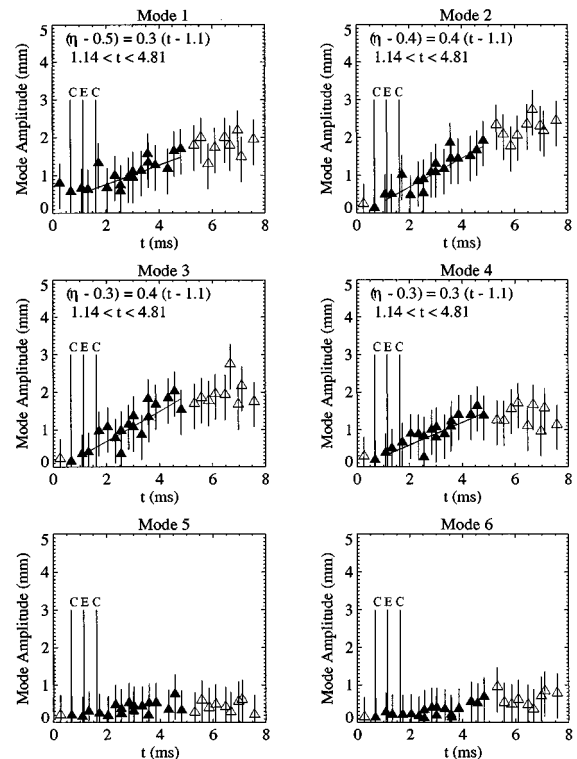 Mode 1
(η - 0.5) = 0.3 (t - 1.1)
1.14 < t < 4.81
C E C
Mode Amplitude (mm)
5
4
3
2
1
0
0 2 4 6 8
t (ms)
Mode 2
(η - 0.4) = 0.4 (t - 1.1)
1.14 < t < 4.81
C E C
Mode Amplitude (mm)
5
4
3
2
1
0
0 2 4 6 8
t (ms)
Mode 3
(η - 0.3) = 0.4 (t - 1.1)
1.14 < t < 4.81
C E C
Mode Amplitude (mm)
5
4
3
2
1
0
0 2 4 6 8
t (ms)
Mode 4
(η - 0.3) = 0.3 (t - 1.1)
1.14 < t < 4.81
C E C
Mode Amplitude (mm)
5
4
3
2
1
0
0 2 4 6 8
t (ms)
Mode 5
C E C
Mode Amplitude (mm)
5
4
3
2
1
0
0 2 4 6 8
t (ms)
Mode 6
C E C
Mode Amplitude (mm)
5
4
3
2
1
0
0 2 4 6 8
t (ms)